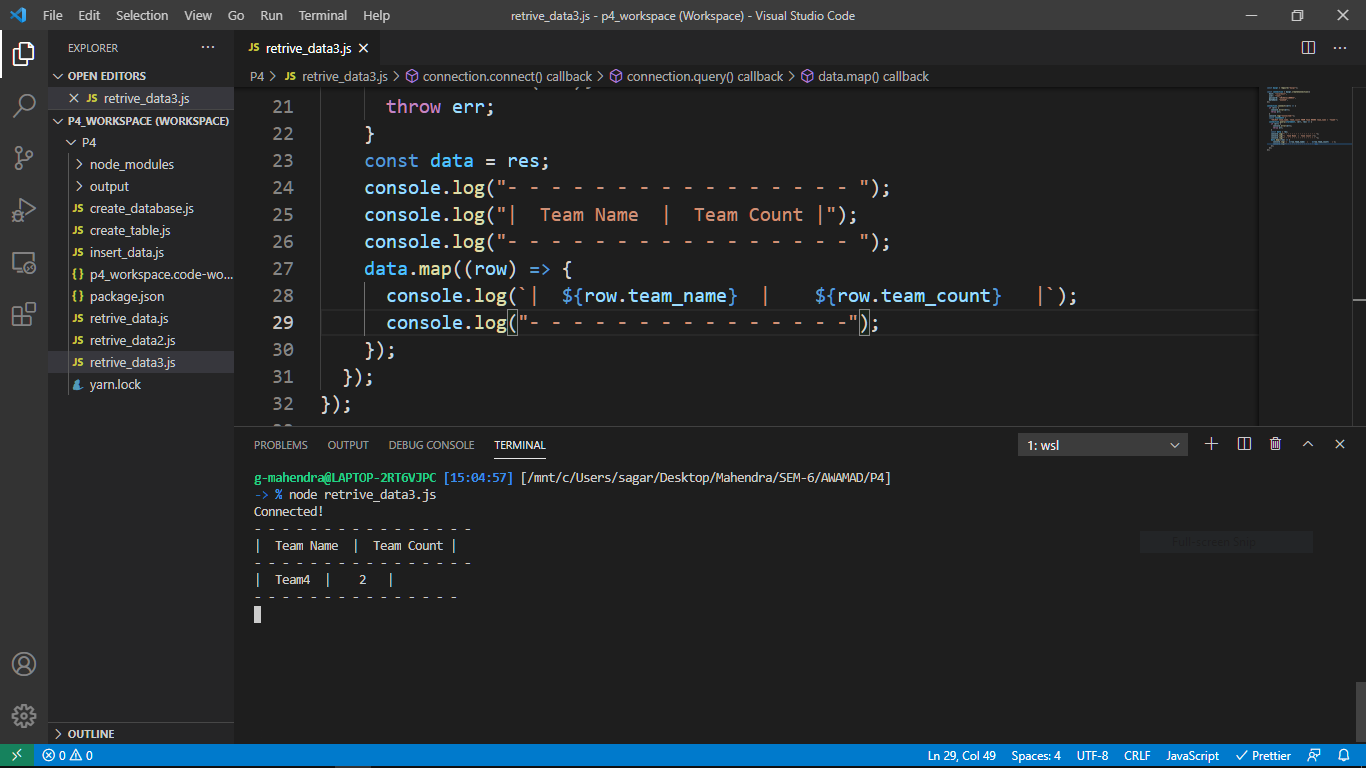 File Edit Selection View Go Run Terminal Help retrive_data3.js - p4_workspace (Workspace) - Visual Studio Code
EXPLORER
OPEN EDITORS
JS retrive_data3.js
P4_WORKSPACE (WORKSPACE)
P4
node_modules
output
JS create_database.js
JS create_table.js
JS insert_data.js
{} p4_workspace.code-wo...
{} package.json
JS retrive_data.js
JS retrive_data2.js
JS retrive_data3.js
yarn.lock
OUTLINE
JS retrive_data3.js
P4 > JS retrive_data3.js > connection.connect() callback > connection.query() callback > data.map() callback
21 throw err;
22 }
23 const data = res;
24 console.log("- - - - - - - - - - - - - - - - ");
25 console.log("|  Team Name  |  Team Count |");
26 console.log("- - - - - - - - - - - - - - - - ");
27 data.map((row) => {
28 console.log(`|  ${row.team_name}  |    ${row.team_count}   |`);
29 console.log("- - - - - - - - - - - - - - -");
30 });
31 });
32 });
PROBLEMS OUTPUT DEBUG CONSOLE TERMINAL 1: wsl
g-mahendra@LAPTOP-2RT6VJPC [15:04:57] [/mnt/c/Users/sagar/Desktop/Mahendra/SEM-6/AWAMAD/P4]
-> % node retrive_data3.js
Connected!
- - - - - - - - - - - - - - - -
|  Team Name  |  Team Count |
- - - - - - - - - - - - - - - -
|  Team4  |    2   |
- - - - - - - - - - - - - - -
Full-screen Snip
0 0 Ln 29, Col 49 Spaces: 4 UTF-8 CRLF JavaScript Prettier